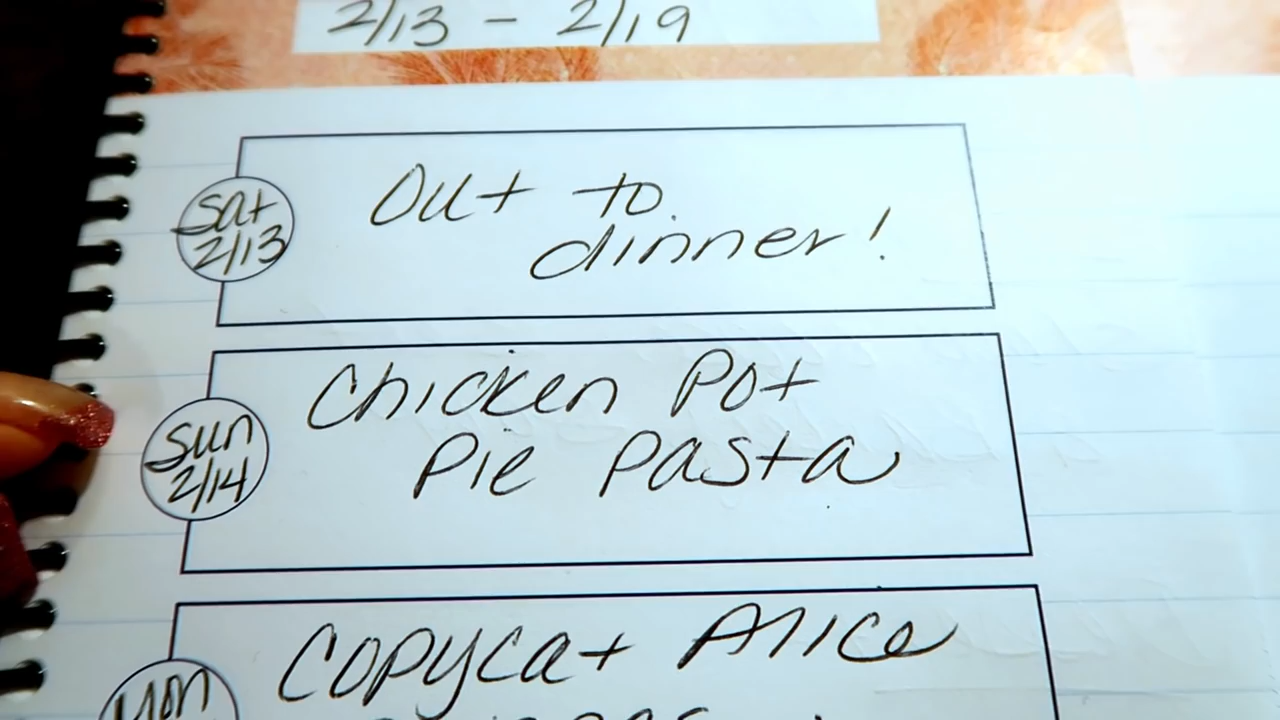 2/13 - 2/19
Sat
2/13
Out to
dinner!
Sun
2/14
Chicken Pot
Pie Pasta
Mon
Copycat Alice